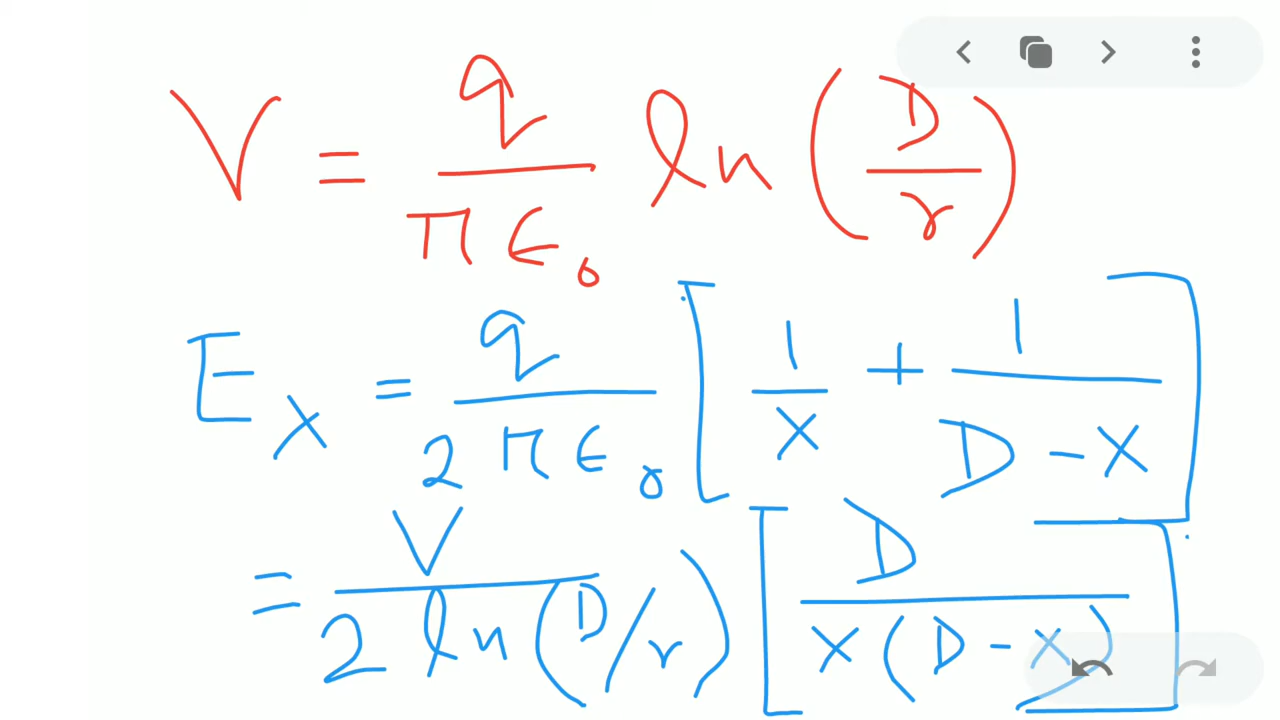 V = q/(πϵ₀) ln (D/r)
Eₓ = q/(2πϵ₀) [1/x + 1/(D-x)]
= V/(2 ln (D/r)) [D/(x(D-x))]